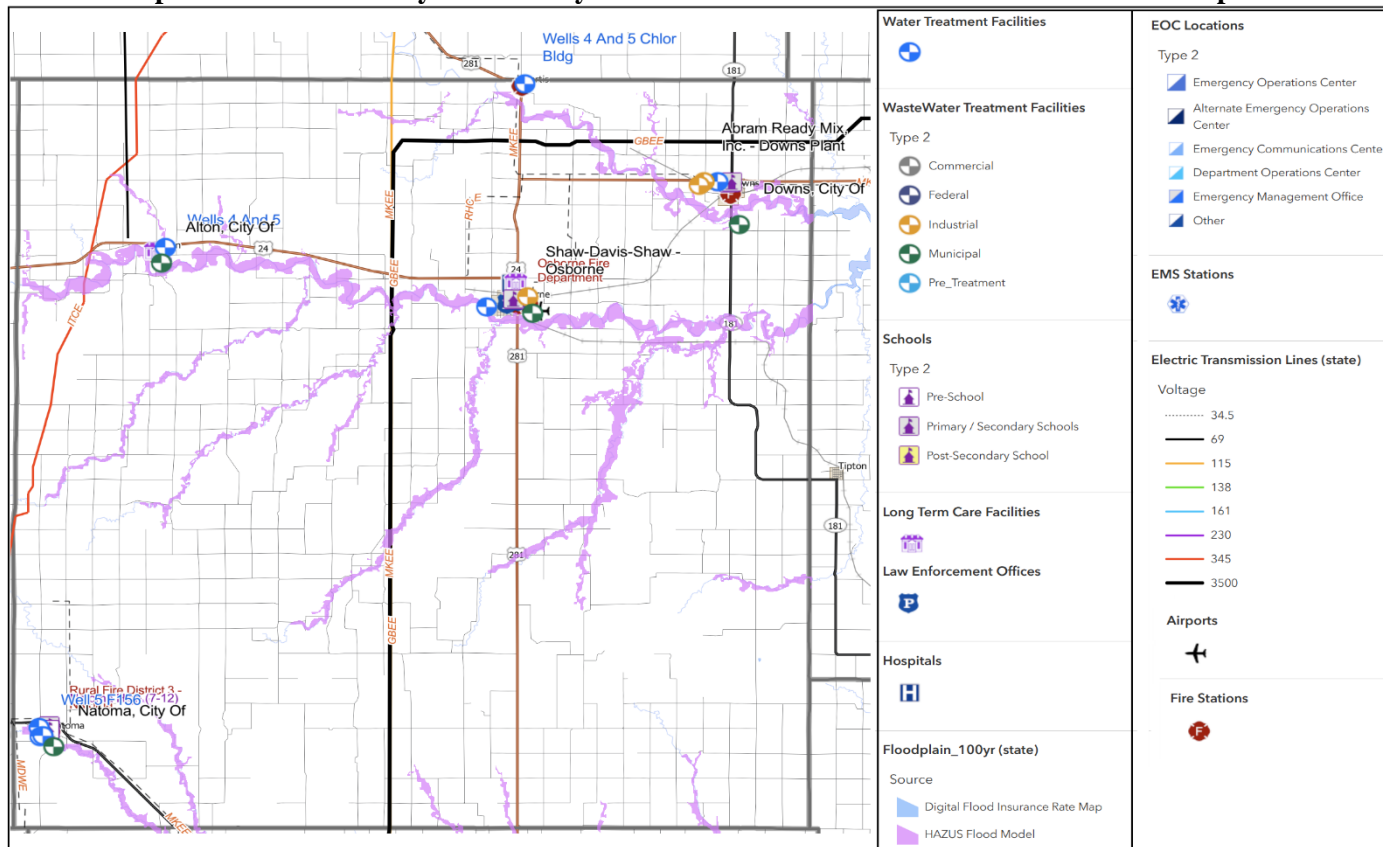 281
Wells 4 And 5 Chlor
Bldg
181
MKEE
GBEE
Abram Ready Mix,
Inc. - Downs Plant
MKEE
RHC_E
Downs, City Of
Wells 4 And 5
Alton, City Of
24
GBEE
Shaw-Davis-Shaw -
24
Osborne
Osborne Fire
Department
ITCE
281
181
Tipton
181
281
MKEE
GBEE
Rural Fire District 3 -
Well 5 F156 (7-12)
Natoma, City Of
MDWE
MKEE
Water Treatment Facilities
WasteWater Treatment Facilities
Type 2
Commercial
Federal
Industrial
Municipal
Pre_Treatment
Schools
Type 2
Pre-School
Primary / Secondary Schools
Post-Secondary School
Long Term Care Facilities
Law Enforcement Offices
Hospitals
Floodplain_100yr (state)
Source
Digital Flood Insurance Rate Map
HAZUS Flood Model
EOC Locations
Type 2
Emergency Operations Center
Alternate Emergency Operations
Center
Emergency Communications Cente
Department Operations Center
Emergency Management Office
Other
EMS Stations
Electric Transmission Lines (state)
Voltage
34.5
69
115
138
161
230
345
3500
Airports
Fire Stations